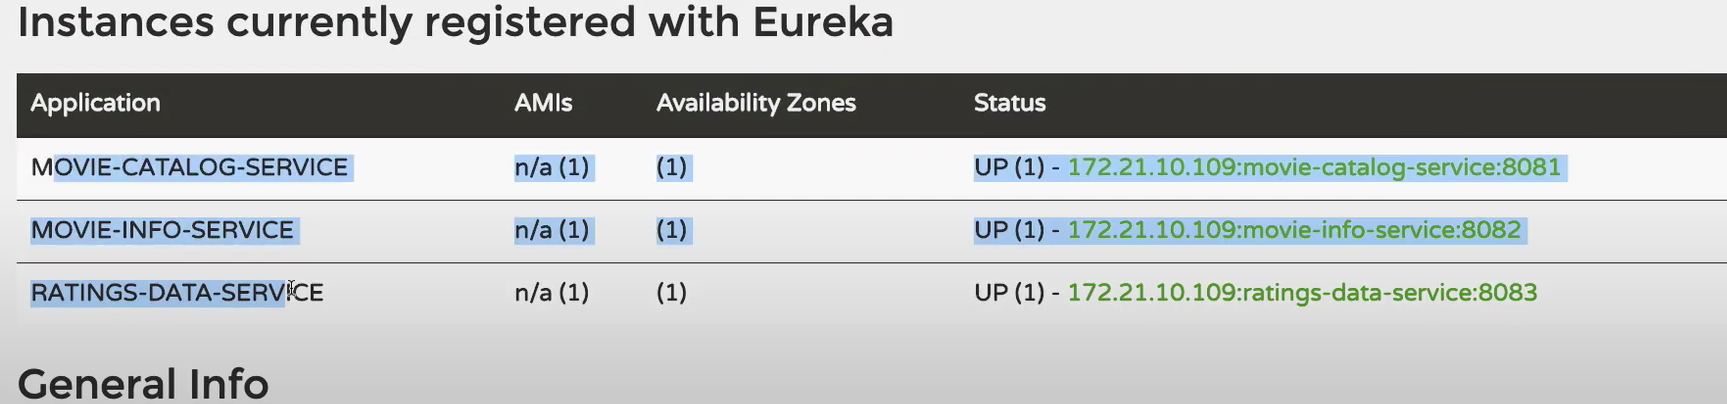 Instances currently registered with Eureka
Application AMIs Availability Zones Status
MOVIE-CATALOG-SERVICE n/a (1) (1) UP (1) - 172.21.10.109:movie-catalog-service:8081
MOVIE-INFO-SERVICE n/a (1) (1) UP (1) - 172.21.10.109:movie-info-service:8082
RATINGS-DATA-SERVICE n/a (1) (1) UP (1) - 172.21.10.109:ratings-data-service:8083
General Info